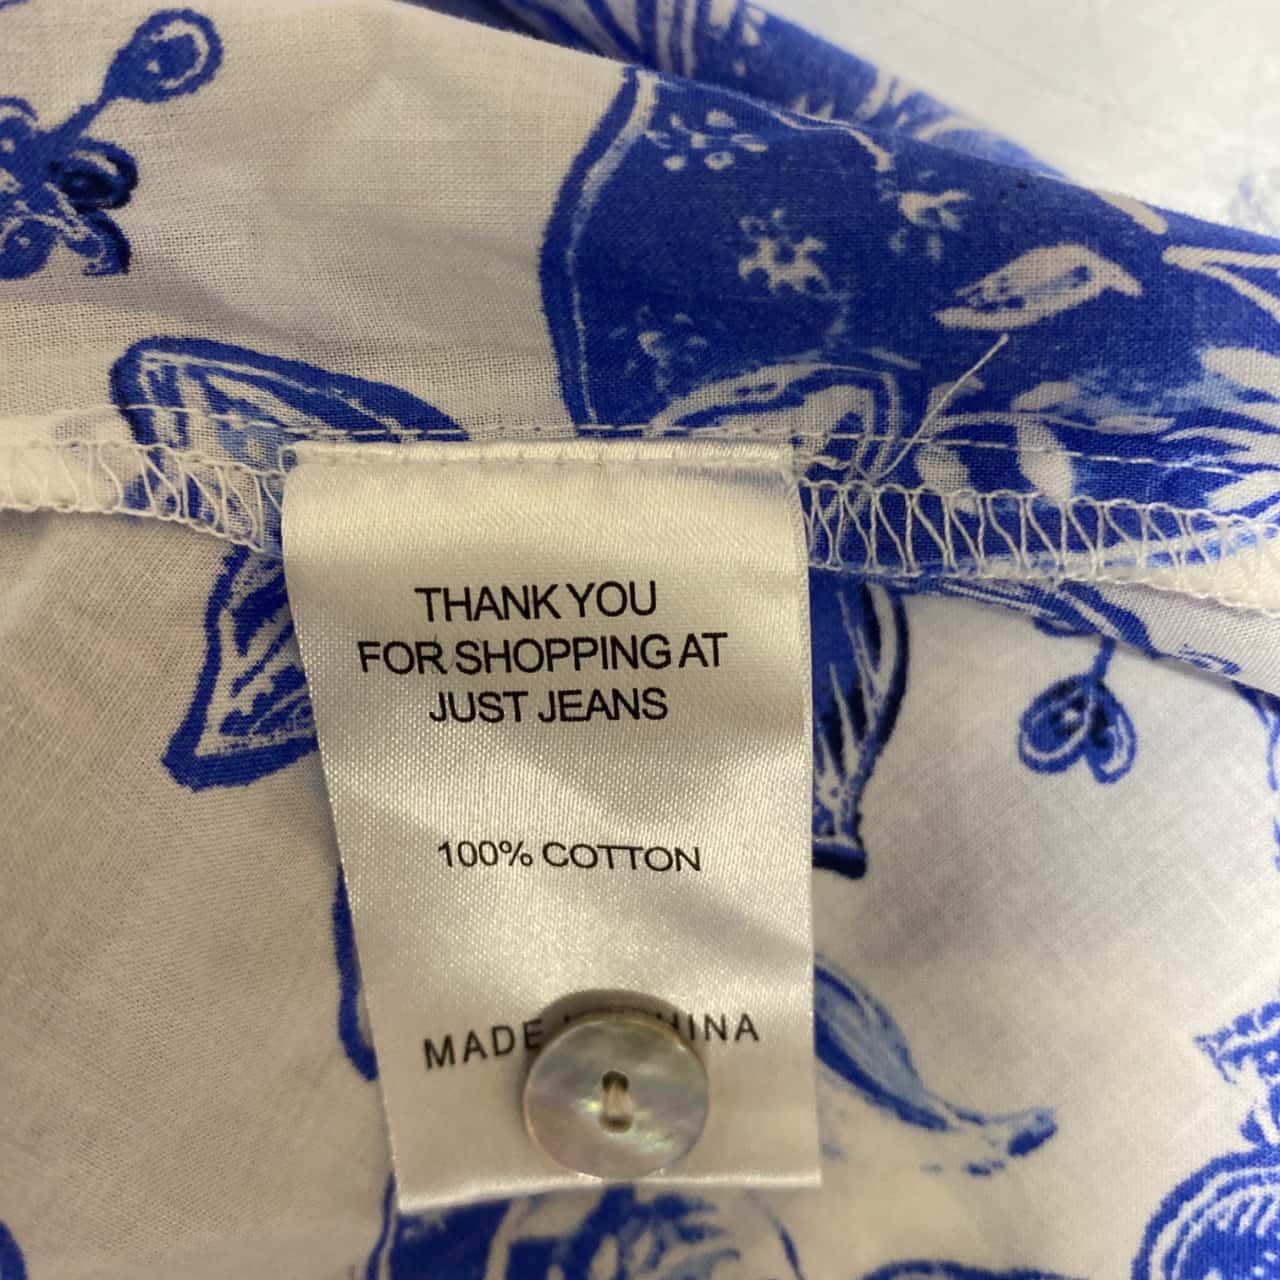 THANK YOU
FOR SHOPPING AT
JUST JEANS
100% COTTON
MADE